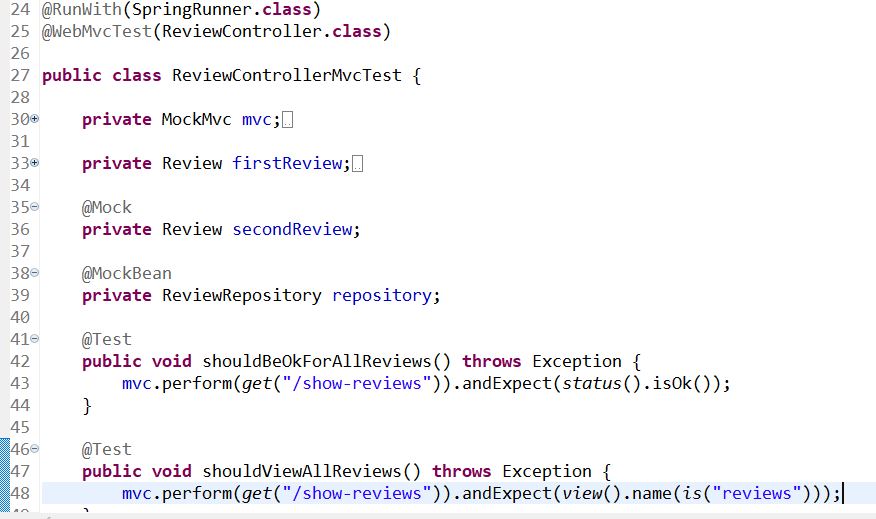 24 @RunWith(SpringRunner.class)
25 @WebMvcTest(ReviewController.class)
26
27 public class ReviewControllerMvcTest {
28
30 private MockMvc mvc;
31
33 private Review firstReview;
34
35 @Mock
36 private Review secondReview;
37
38 @MockBean
39 private ReviewRepository repository;
40
41 @Test
42 public void shouldBeOkForAllReviews() throws Exception {
43 mvc.perform(get("/show-reviews")).andExpect(status().isOk());
44 }
45
46 @Test
47 public void shouldViewAllReviews() throws Exception {
48 mvc.perform(get("/show-reviews")).andExpect(view().name(is("reviews")));